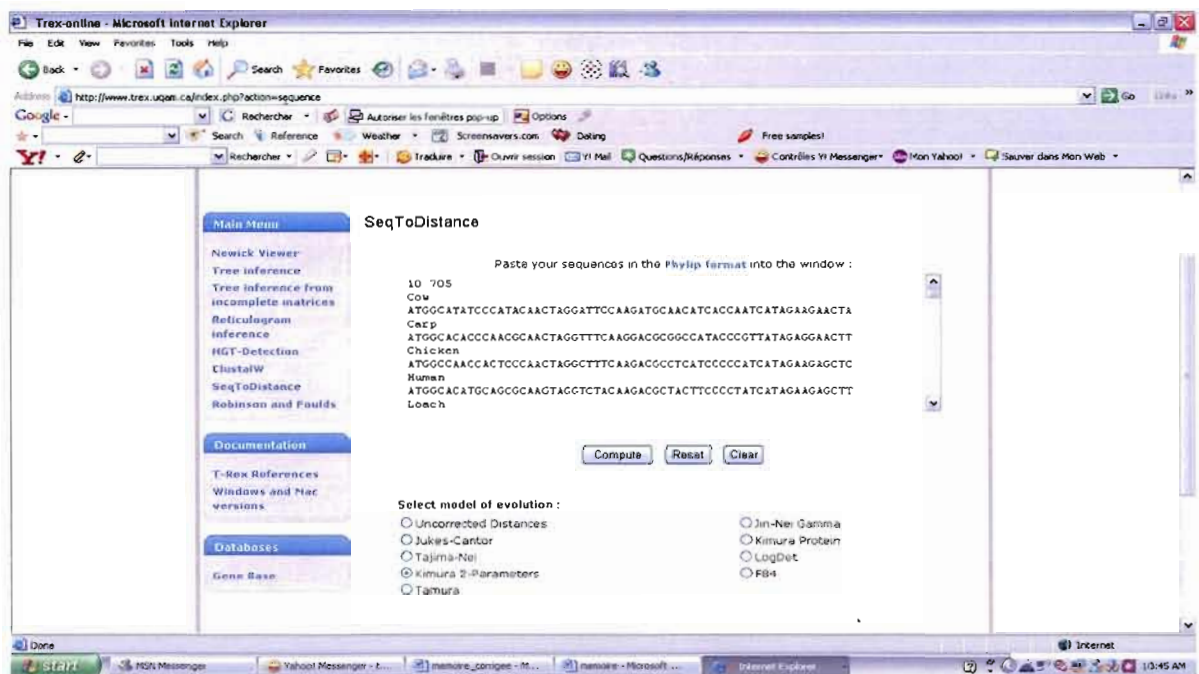 Trex-online - Microsoft Internet Explorer
File Edit View Favorites Tools Help
Back Search Favorites
Address http://www.trex.uqam.ca/index.php?action=sequence Go
Google - Rechercher Autoriser les fenêtres pop-up Options
Search Reference Weather Screensavers.com Dating Free samples!
Y! Rechercher Traduire Ouvrir session Y! Mail Questions/Réponses Contrôles Y! Messenger Mon Yahoo! Sauver dans Mon Web
Main Menu
Newick Viewer
Tree inference
Tree inference from
incomplete matrices
Reticulogram
inference
HGT-Detection
ClustalW
SeqToDistance
Robinson and Foulds
Documentation
T-Rex References
Windows and Mac
versions
Databases
Gene Base
SeqToDistance
Paste your sequences in the Phylip format into the window :
10 705
Cow
ATGGCATATCCCATACAACTAGGATTCCAAGATGCAACATCACCAATCATAGAAGAACTA
Carp
ATGGCACACCCAACGCAACTAGGTTTCAAGGACGCGGCCATACCCGTTATAGAGGAACTT
Chicken
ATGGCCAACCACTCCCAACTAGGCTTTCAAGACGCCTCATCCCCCATCATAGAAGAGCTC
Human
ATGGCACATGCAGCGCAAGTAGGTCTACAAGACGCTACTTCCCCTATCATAGAAGAGCTT
Loach
Compute Reset Clear
Select model of evolution :
Uncorrected Distances
Jukes-Cantor
Tajima-Nei
Kimura 2-Parameters
Tamura
Jin-Nei Gamma
Kimura Protein
LogDet
F84
Done Internet
start MSN Messenger Yahoo! Messenger - memoire_corrigee - M... memoire - Microsoft ... Internet Explorer 10:45 AM